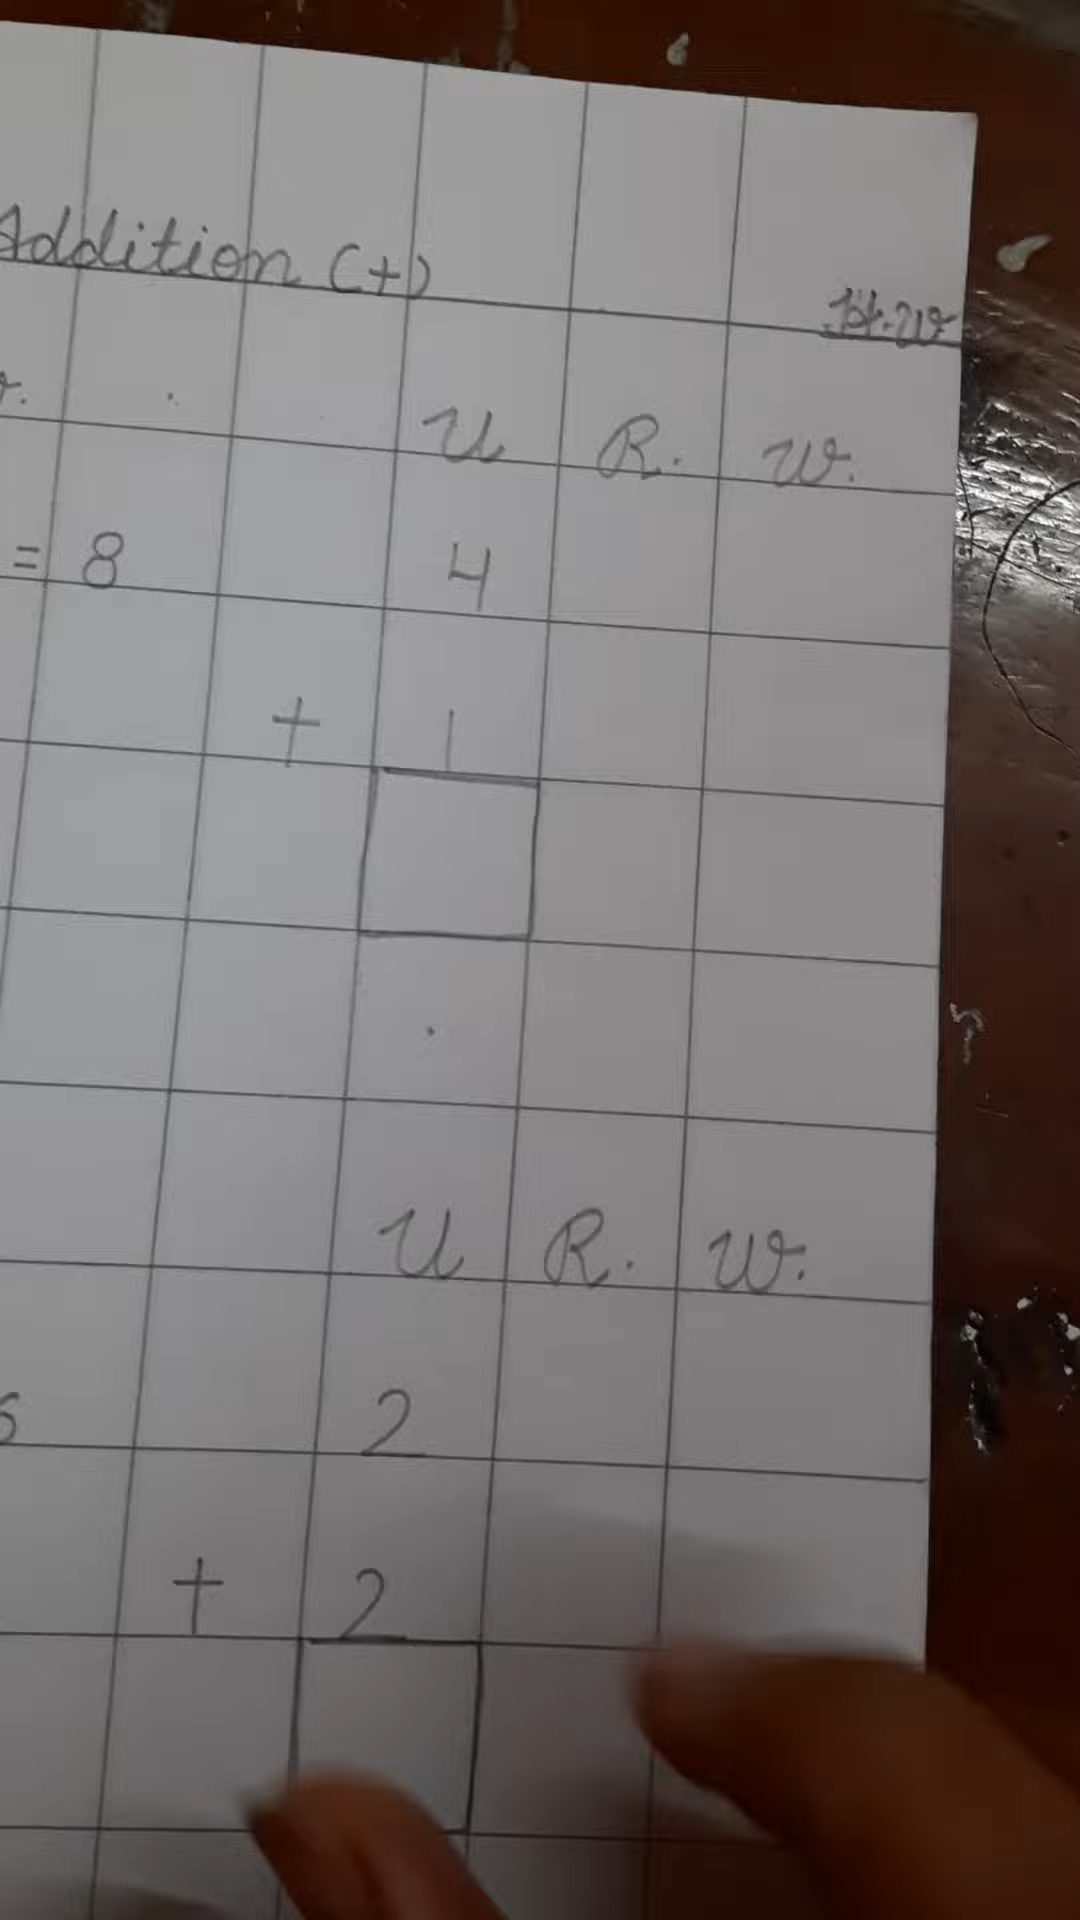 Addition (+)
H.W
U R. W.
= 8 4
+ 1
U R. W.
2
+ 2